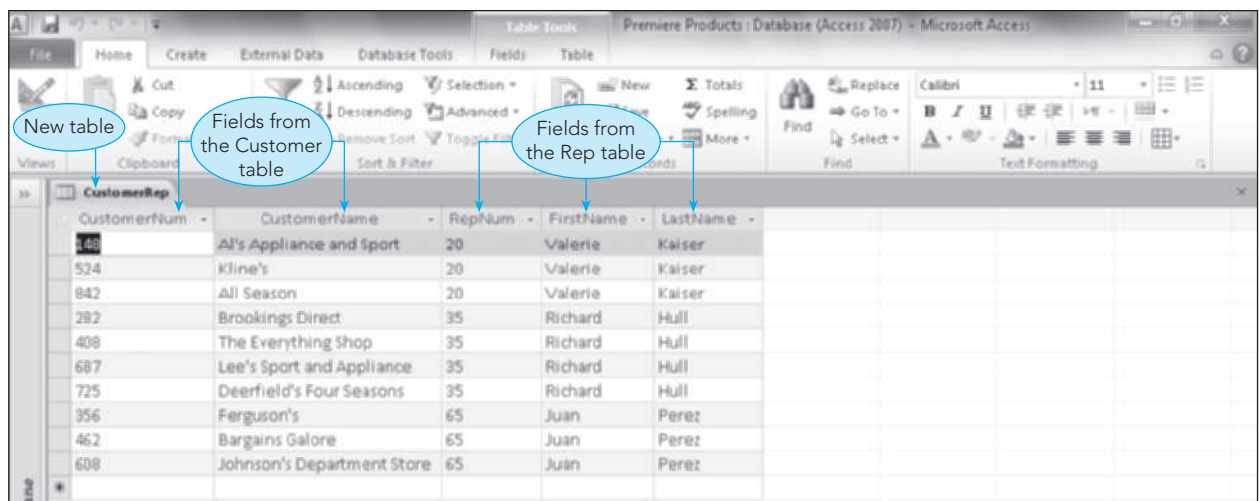 Table Tools Premiere Products : Database (Access 2007) - Microsoft Access
File Home Create External Data Database Tools Fields Table
Cut Ascending Selection New Totals Replace Calibri 11
Copy Descending Advanced Save Spelling Go To B I U
Remove Sort More Find Select A
New table
Fields from
the Customer
table
Fields from
the Rep table
Views Clipboard Sort & Filter Find Text Formatting
CustomerRep
CustomerNum CustomerName RepNum FirstName LastName
148 Al's Appliance and Sport 20 Valerie Kaiser
524 Kline's 20 Valerie Kaiser
842 All Season 20 Valerie Kaiser
282 Brookings Direct 35 Richard Hull
408 The Everything Shop 35 Richard Hull
687 Lee's Sport and Appliance 35 Richard Hull
725 Deerfield's Four Seasons 35 Richard Hull
356 Ferguson's 65 Juan Perez
462 Bargains Galore 65 Juan Perez
608 Johnson's Department Store 65 Juan Perez